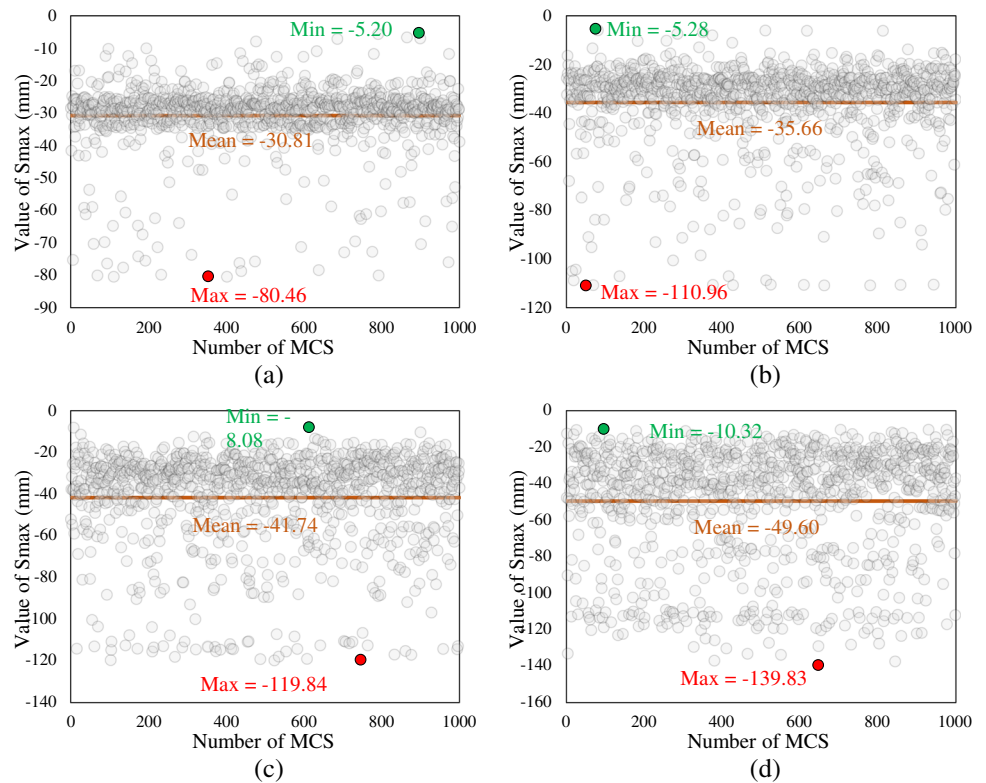 0
-10
-20
-30
-40
-50
-60
-70
-80
-90
Value of Smax (mm)
Min = -5.20
Mean = -30.81
Max = -80.46
0
200
400
600
800
1000
Number of MCS
(a)
0
-20
-40
-60
-80
-100
-120
Value of Smax (mm)
Min = -5.28
Mean = -35.66
Max = -110.96
0
200
400
600
800
1000
Number of MCS
(b)
0
-20
-40
-60
-80
-100
-120
-140
Value of Smax (mm)
Min = -
8.08
Mean = -41.74
Max = -119.84
0
200
400
600
800
1000
Number of MCS
(c)
0
-20
-40
-60
-80
-100
-120
-140
-160
Value of Smax (mm)
Min = -10.32
Mean = -49.60
Max = -139.83
0
200
400
600
800
1000
Number of MCS
(d)